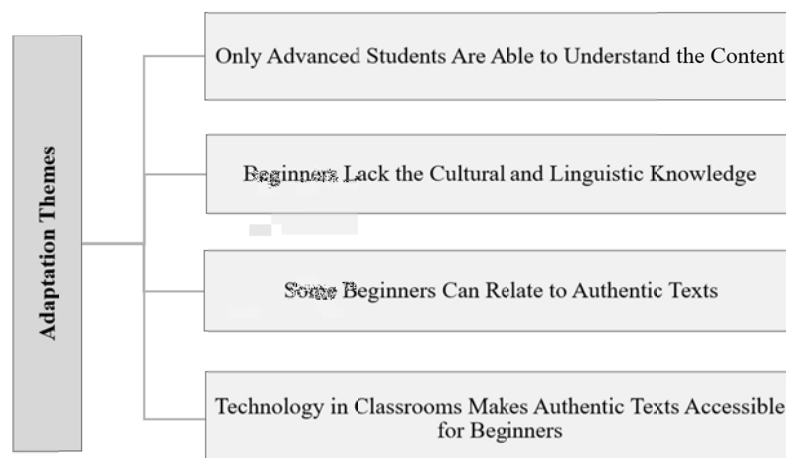 Adaptation Themes
Only Advanced Students Are Able to Understand the Content
Beginners Lack the Cultural and Linguistic Knowledge
Some Beginners Can Relate to Authentic Texts
Technology in Classrooms Makes Authentic Texts Accessible
for Beginners